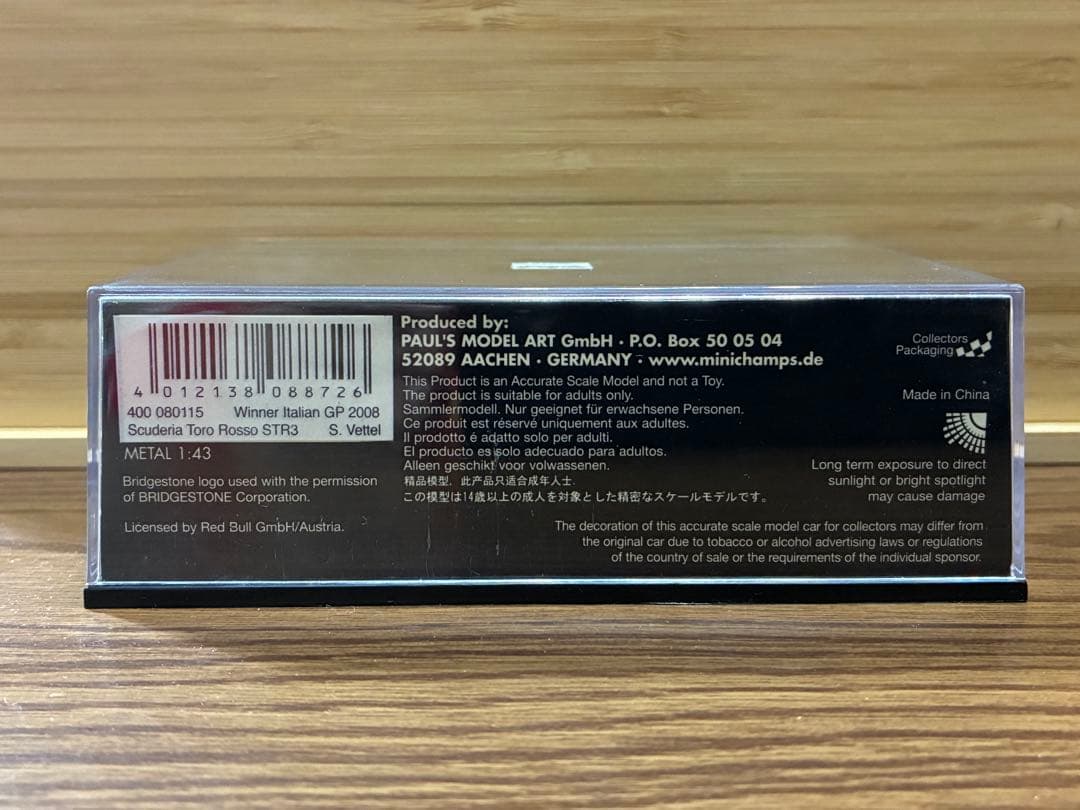 4 012138 088726
400 080115 Winner Italian GP 2008
Scuderia Toro Rosso STR3 S. Vettel
METAL 1:43
Bridgestone logo used with the permission
of BRIDGESTONE Corporation.
Licensed by Red Bull GmbH/Austria.
Produced by:
PAUL'S MODEL ART GmbH · P.O. Box 50 05 04
52089 AACHEN · GERMANY · www.minichamps.de
This Product is an Accurate Scale Model and not a Toy.
The product is suitable for adults only.
Sammlermodell. Nur geeignet für erwachsene Personen.
Ce produit est réservé uniquement aux adultes.
Il prodotto é adatto solo per adulti.
El producto es solo adecuado para adultos.
Alleen geschikt voor volwassenen.
精品模型．此产品只适合成年人士．
この模型は14歳以上の成人を対象とした精密なスケールモデルです。
Collectors
Packaging
Made in China
Long term exposure to direct
sunlight or bright spotlight
may cause damage
The decoration of this accurate scale model car for collectors may differ from
the original car due to tobacco or alcohol advertising laws or regulations
of the country of sale or the requirements of the individual sponsor.